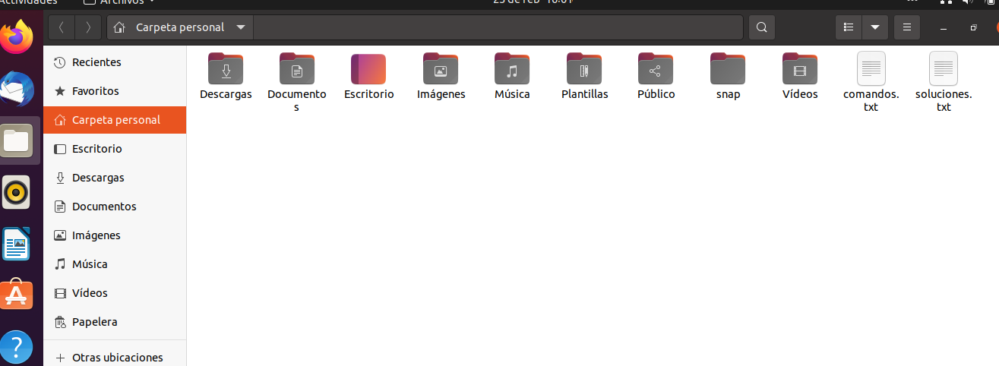 Actividades
Archivos
Carpeta personal
Recientes
Favoritos
Carpeta personal
Escritorio
Descargas
Documentos
Imágenes
Música
Vídeos
Papelera
Otras ubicaciones
Descargas
Documento
s
Escritorio
Imágenes
Música
Plantillas
Público
snap
Vídeos
comandos.
txt
soluciones.
txt